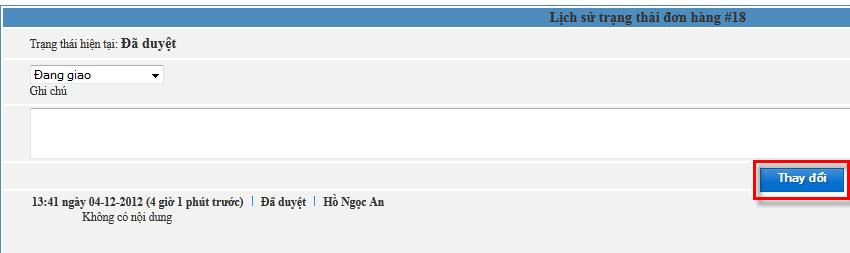 Lịch sử trạng thái đơn hàng #18
Trạng thái hiện tại: Đã duyệt
Đang giao
Ghi chú
Thay đổi
13:41 ngày 04-12-2012 (4 giờ 1 phút trước) | Đã duyệt | Hồ Ngọc An
Không có nội dung